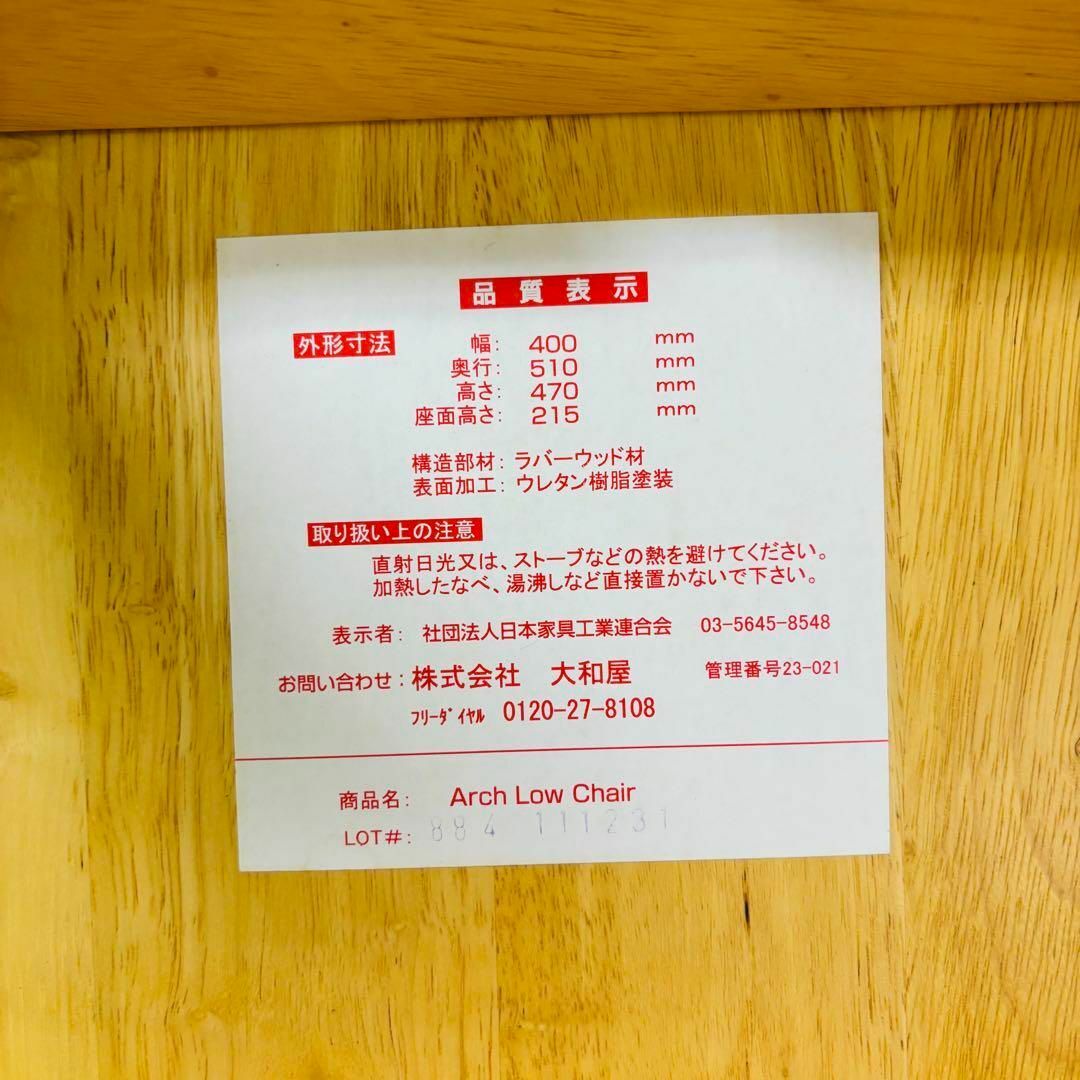 品質表示
外形寸法 幅: 400 mm
奥行: 510 mm
高さ: 470 mm
座面高さ: 215 mm
構造部材: ラバーウッド材
表面加工: ウレタン樹脂塗装
取り扱い上の注意
直射日光又は、ストーブなどの熱を避けてください。
加熱したなべ、湯沸しなど直接置かないで下さい。
表示者: 社団法人日本家具工業連合会 03-5645-8548
お問い合わせ: 株式会社 大和屋 管理番号23-021
ﾌﾘｰﾀﾞｲﾔﾙ 0120-27-8108
商品名: Arch Low Chair
LOT#: 884 111231